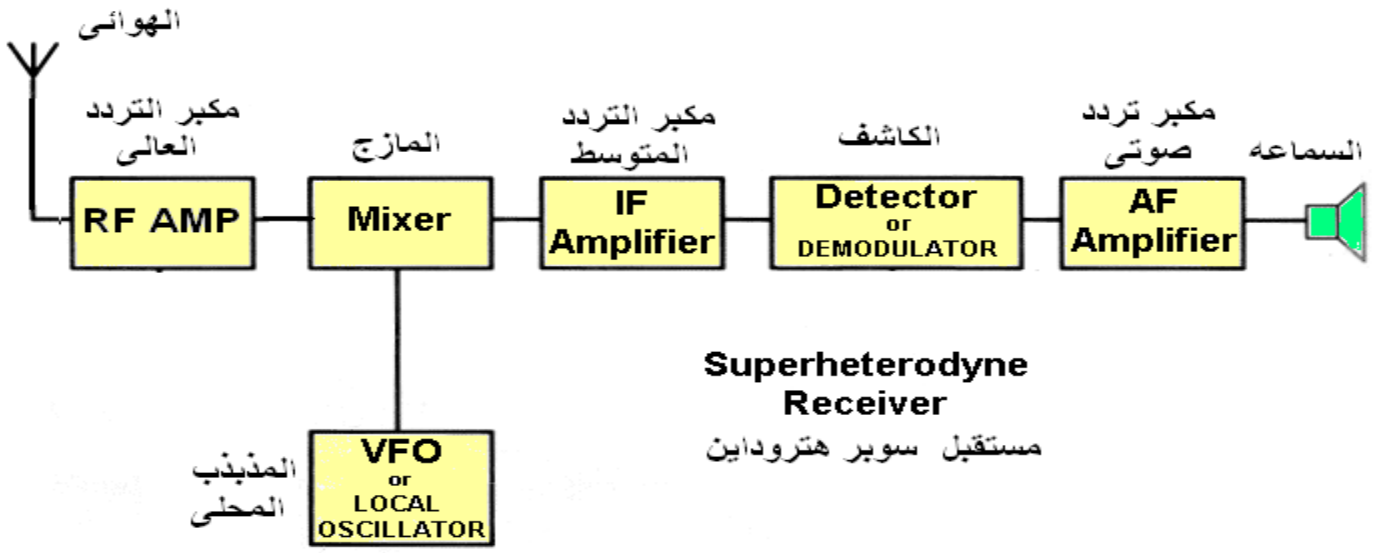 الهوائى
مكبر التردد
العالى
RF AMP
المازج
Mixer
مكبر التردد
المتوسط
IF
Amplifier
الكاشف
Detector
or
DEMODULATOR
مكبر تردد
صوتى
AF
Amplifier
السماعه
المذبذب
المحلى
VFO
or
LOCAL
OSCILLATOR
Superheterodyne
Receiver
مستقبل سوبر هتروداين